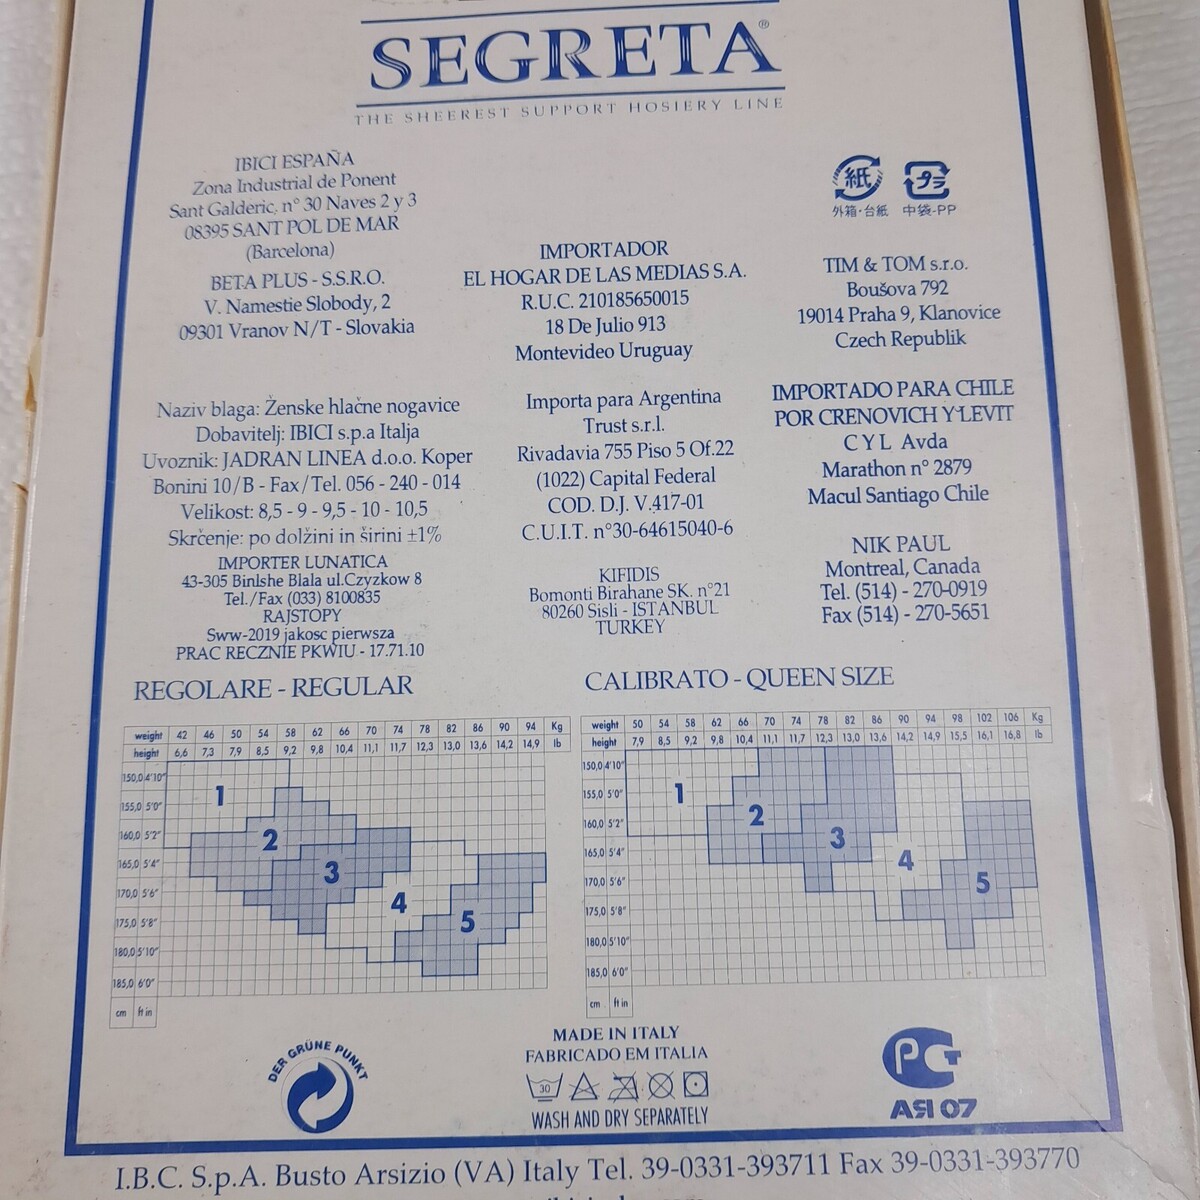 SEGRETA®
THE SHEEREST SUPPORT HOSIERY LINE
IBICI ESPAÑA
Zona Industrial de Ponent
Sant Galderic, n° 30 Naves 2 y 3
08395 SANT POL DE MAR
(Barcelona)
BETA PLUS - S.S.R.O.
V. Namestie Slobody, 2
09301 Vranov N/T - Slovakia
紙
外箱・台紙
プラ
中袋-PP
IMPORTADOR
EL HOGAR DE LAS MEDIAS S.A.
R.U.C. 210185650015
18 De Julio 913
Montevideo Uruguay
TIM & TOM s.r.o.
Boušova 792
19014 Praha 9, Klanovice
Czech Republik
Naziv blaga: Ženske hlačne nogavice
Dobavitelj: IBICI s.p.a Italja
Uvoznik: JADRAN LINEA d.o.o. Koper
Bonini 10/B - Fax/Tel. 056 - 240 - 014
Velikost: 8,5 - 9 - 9,5 - 10 - 10,5
Skrčenje: po dolžini in širini ±1%
IMPORTER LUNATICA
43-305 Binlshe Blala ul.Czyzkow 8
Tel./Fax (033) 8100835
RAJSTOPY
Sww-2019 jakosc pierwsza
PRAC RECZNIE PKWIU - 17.71.10
Importa para Argentina
Trust s.r.l.
Rivadavia 755 Piso 5 Of.22
(1022) Capital Federal
COD. D.J. V.417-01
C.U.I.T. n°30-64615040-6
KIFIDIS
Bomonti Birahane SK. n°21
80260 Sisli - ISTANBUL
TURKEY
IMPORTADO PARA CHILE
POR CRENOVICH Y LEVIT
C Y L Avda
Marathon n° 2879
Macul Santiago Chile
NIK PAUL
Montreal, Canada
Tel. (514) - 270-0919
Fax (514) - 270-5651
REGOLARE - REGULAR
weight 42 46 50 54 58 62 66 70 74 78 82 86 90 94 Kg
height 6,6 7,3 7,9 8,5 9,2 9,8 10,4 11,1 11,7 12,3 13,0 13,6 14,2 14,9 lb
150,0 4'10"
155,0 5'0"
160,0 5'2"
165,0 5'4"
170,0 5'6"
175,0 5'8"
180,0 5'10"
185,0 6'0"
cm ft in
1
2
3
4
5
CALIBRATO - QUEEN SIZE
weight 50 54 58 62 66 70 74 78 82 86 90 94 98 102 106 Kg
height 7,9 8,5 9,2 9,8 10,4 11,1 11,7 12,3 13,0 13,6 14,2 14,9 15,5 16,1 16,8 lb
150,0 4'10"
155,0 5'0"
160,0 5'2"
165,0 5'4"
170,0 5'6"
175,0 5'8"
180,0 5'10"
185,0 6'0"
cm ft in
1
2
3
4
5
DER GRÜNE PUNKT
MADE IN ITALY
FABRICADO EM ITALIA
30
WASH AND DRY SEPARATELY
РСТ
АЯ 07
I.B.C. S.p.A. Busto Arsizio (VA) Italy Tel. 39-0331-393711 Fax 39-0331-393770